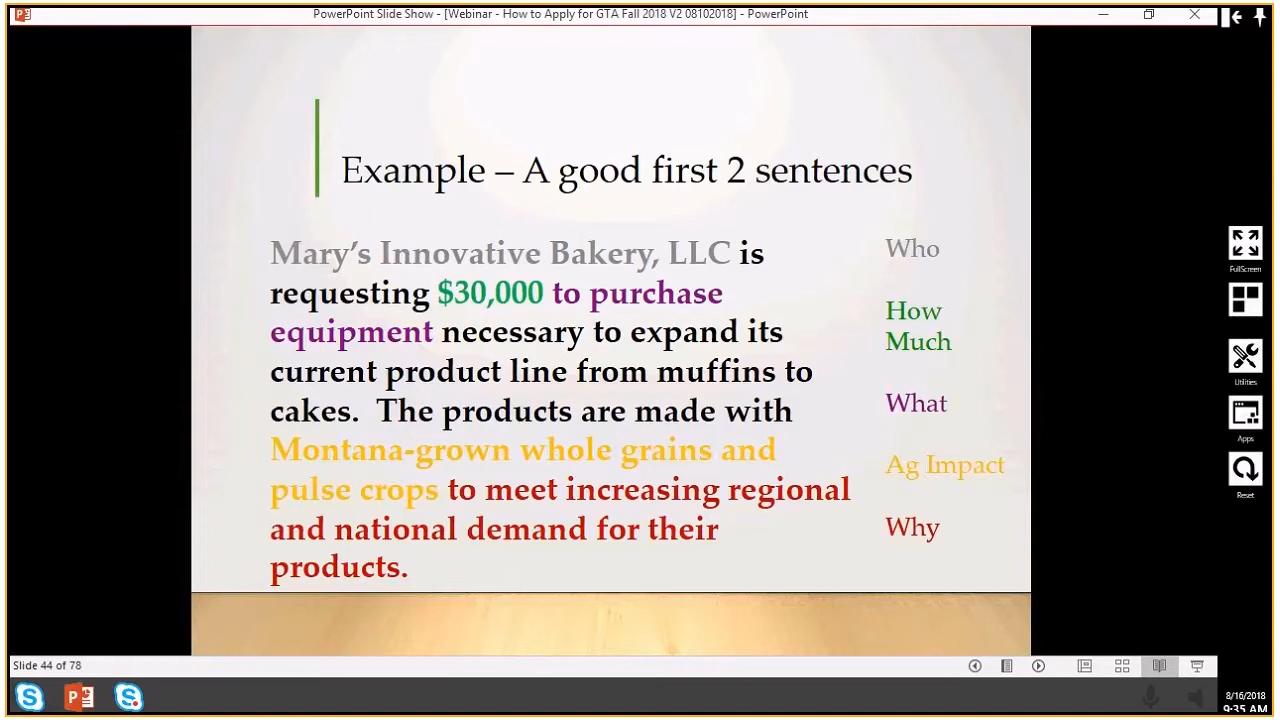 PowerPoint Slide Show - [Webinar - How to Apply for GTA Fall 2018 V2 08102018] - PowerPoint
Example – A good first 2 sentences
Mary’s Innovative Bakery, LLC is
requesting $30,000 to purchase
equipment necessary to expand its
current product line from muffins to
cakes.  The products are made with
Montana-grown whole grains and
pulse crops to meet increasing regional
and national demand for their
products.
Who
How
Much
What
Ag Impact
Why
FullScreen
Utilities
Apps
Reset
Slide 44 of 78
8/16/2018
9:35 AM